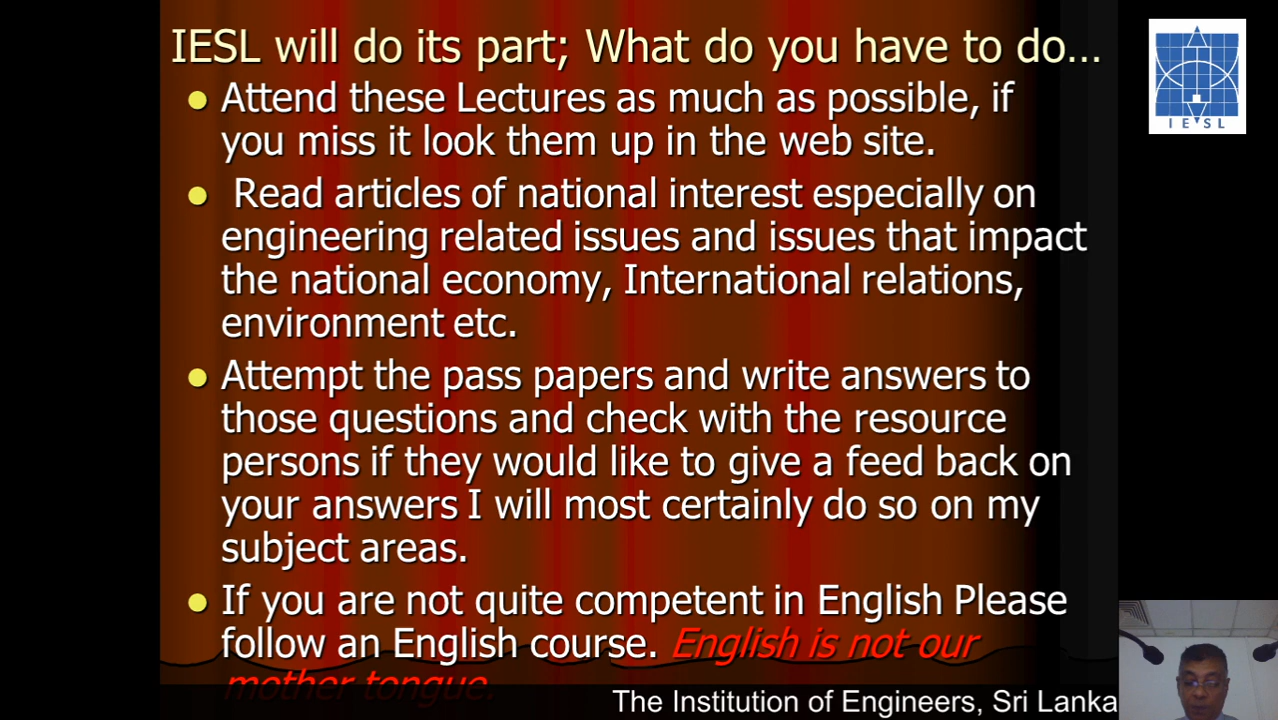 IESL will do its part; What do you have to do...
Attend these Lectures as much as possible, if
you miss it look them up in the web site.
Read articles of national interest especially on
engineering related issues and issues that impact
the national economy, International relations,
environment etc.
Attempt the pass papers and write answers to
those questions and check with the resource
persons if they would like to give a feed back on
your answers I will most certainly do so on my
subject areas.
If you are not quite competent in English Please
follow an English course. English is not our
mother tongue.
The Institution of Engineers, Sri Lanka
IESL